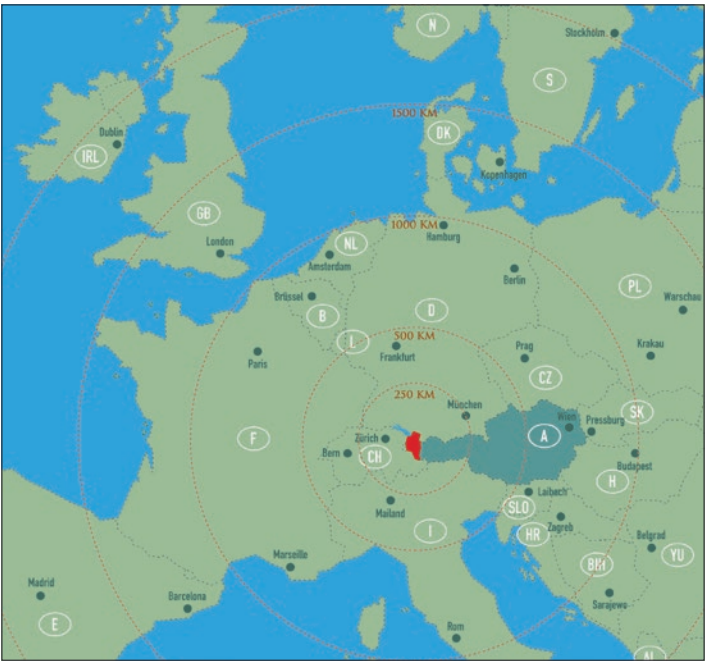 N
Stockholm
S
1500 KM
DK
Dublin
IRL
Kopenhagen
GB
1000 KM
Hamburg
London
NL
Amsterdam
Berlin
PL
Brüssel
Warschau
B
D
500 KM
L
Frankfurt
Prag
Krakau
Paris
CZ
250 KM
München
SK
Wien
Pressburg
F
Zürich
A
Bern
CH
Budapest
H
Laibach
Mailand
SLO
Zagreb
I
HR
Belgrad
YU
Marseille
BIH
Madrid
Barcelona
Sarajewo
E
Rom
AL